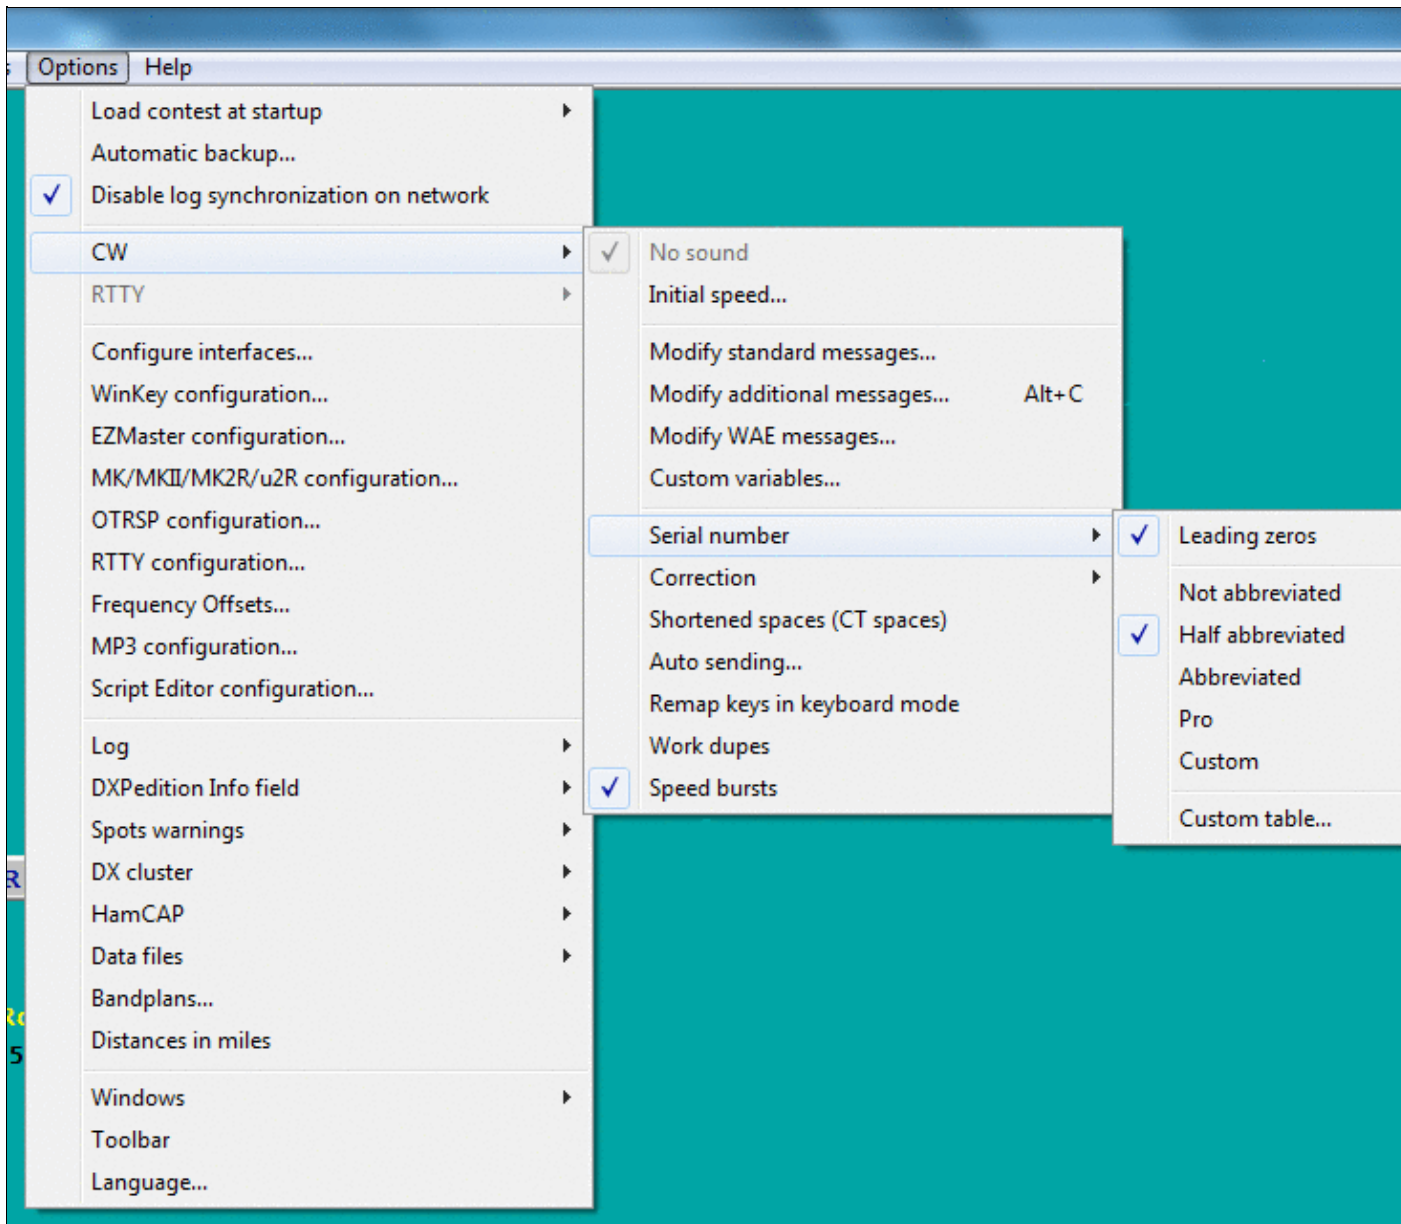 s Options Help
Load contest at startup
Automatic backup...
Disable log synchronization on network
CW
RTTY
Configure interfaces...
WinKey configuration...
EZMaster configuration...
MK/MKII/MK2R/u2R configuration...
OTRSP configuration...
RTTY configuration...
Frequency Offsets...
MP3 configuration...
Script Editor configuration...
Log
DXPedition Info field
Spots warnings
DX cluster
HamCAP
Data files
Bandplans...
Distances in miles
Windows
Toolbar
Language...
No sound
Initial speed...
Modify standard messages...
Modify additional messages... Alt+C
Modify WAE messages...
Custom variables...
Serial number
Correction
Shortened spaces (CT spaces)
Auto sending...
Remap keys in keyboard mode
Work dupes
Speed bursts
Leading zeros
Not abbreviated
Half abbreviated
Abbreviated
Pro
Custom
Custom table...
R
5